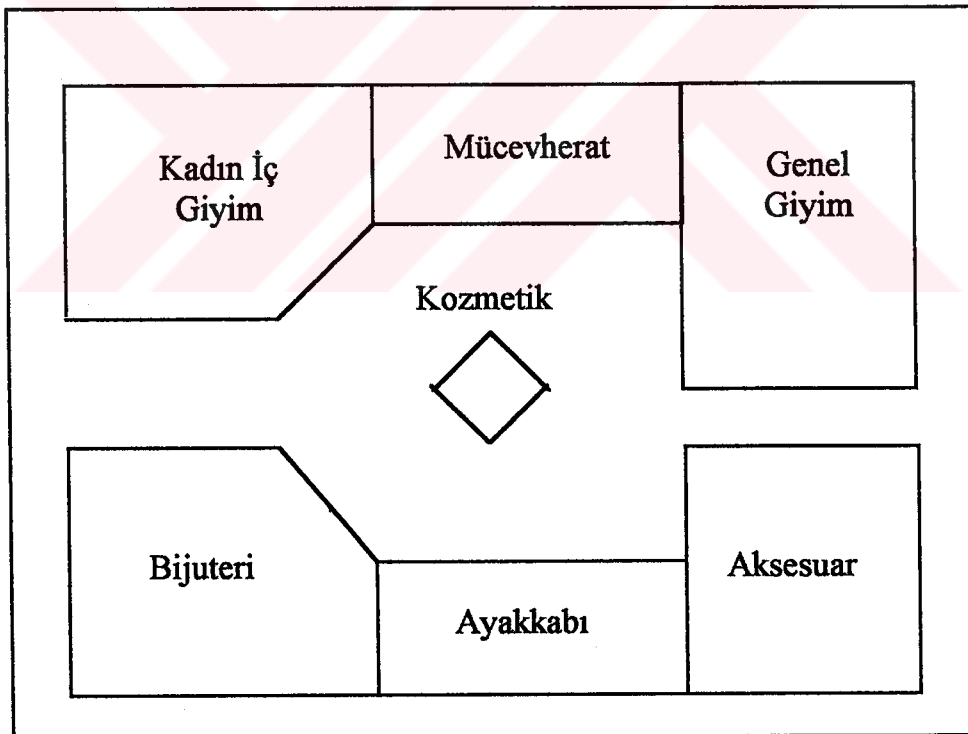 Kadın İç
Giyim
Mücevherat
Genel
Giyim
Kozmetik
Bijuteri
Ayakkabı
Aksesuar